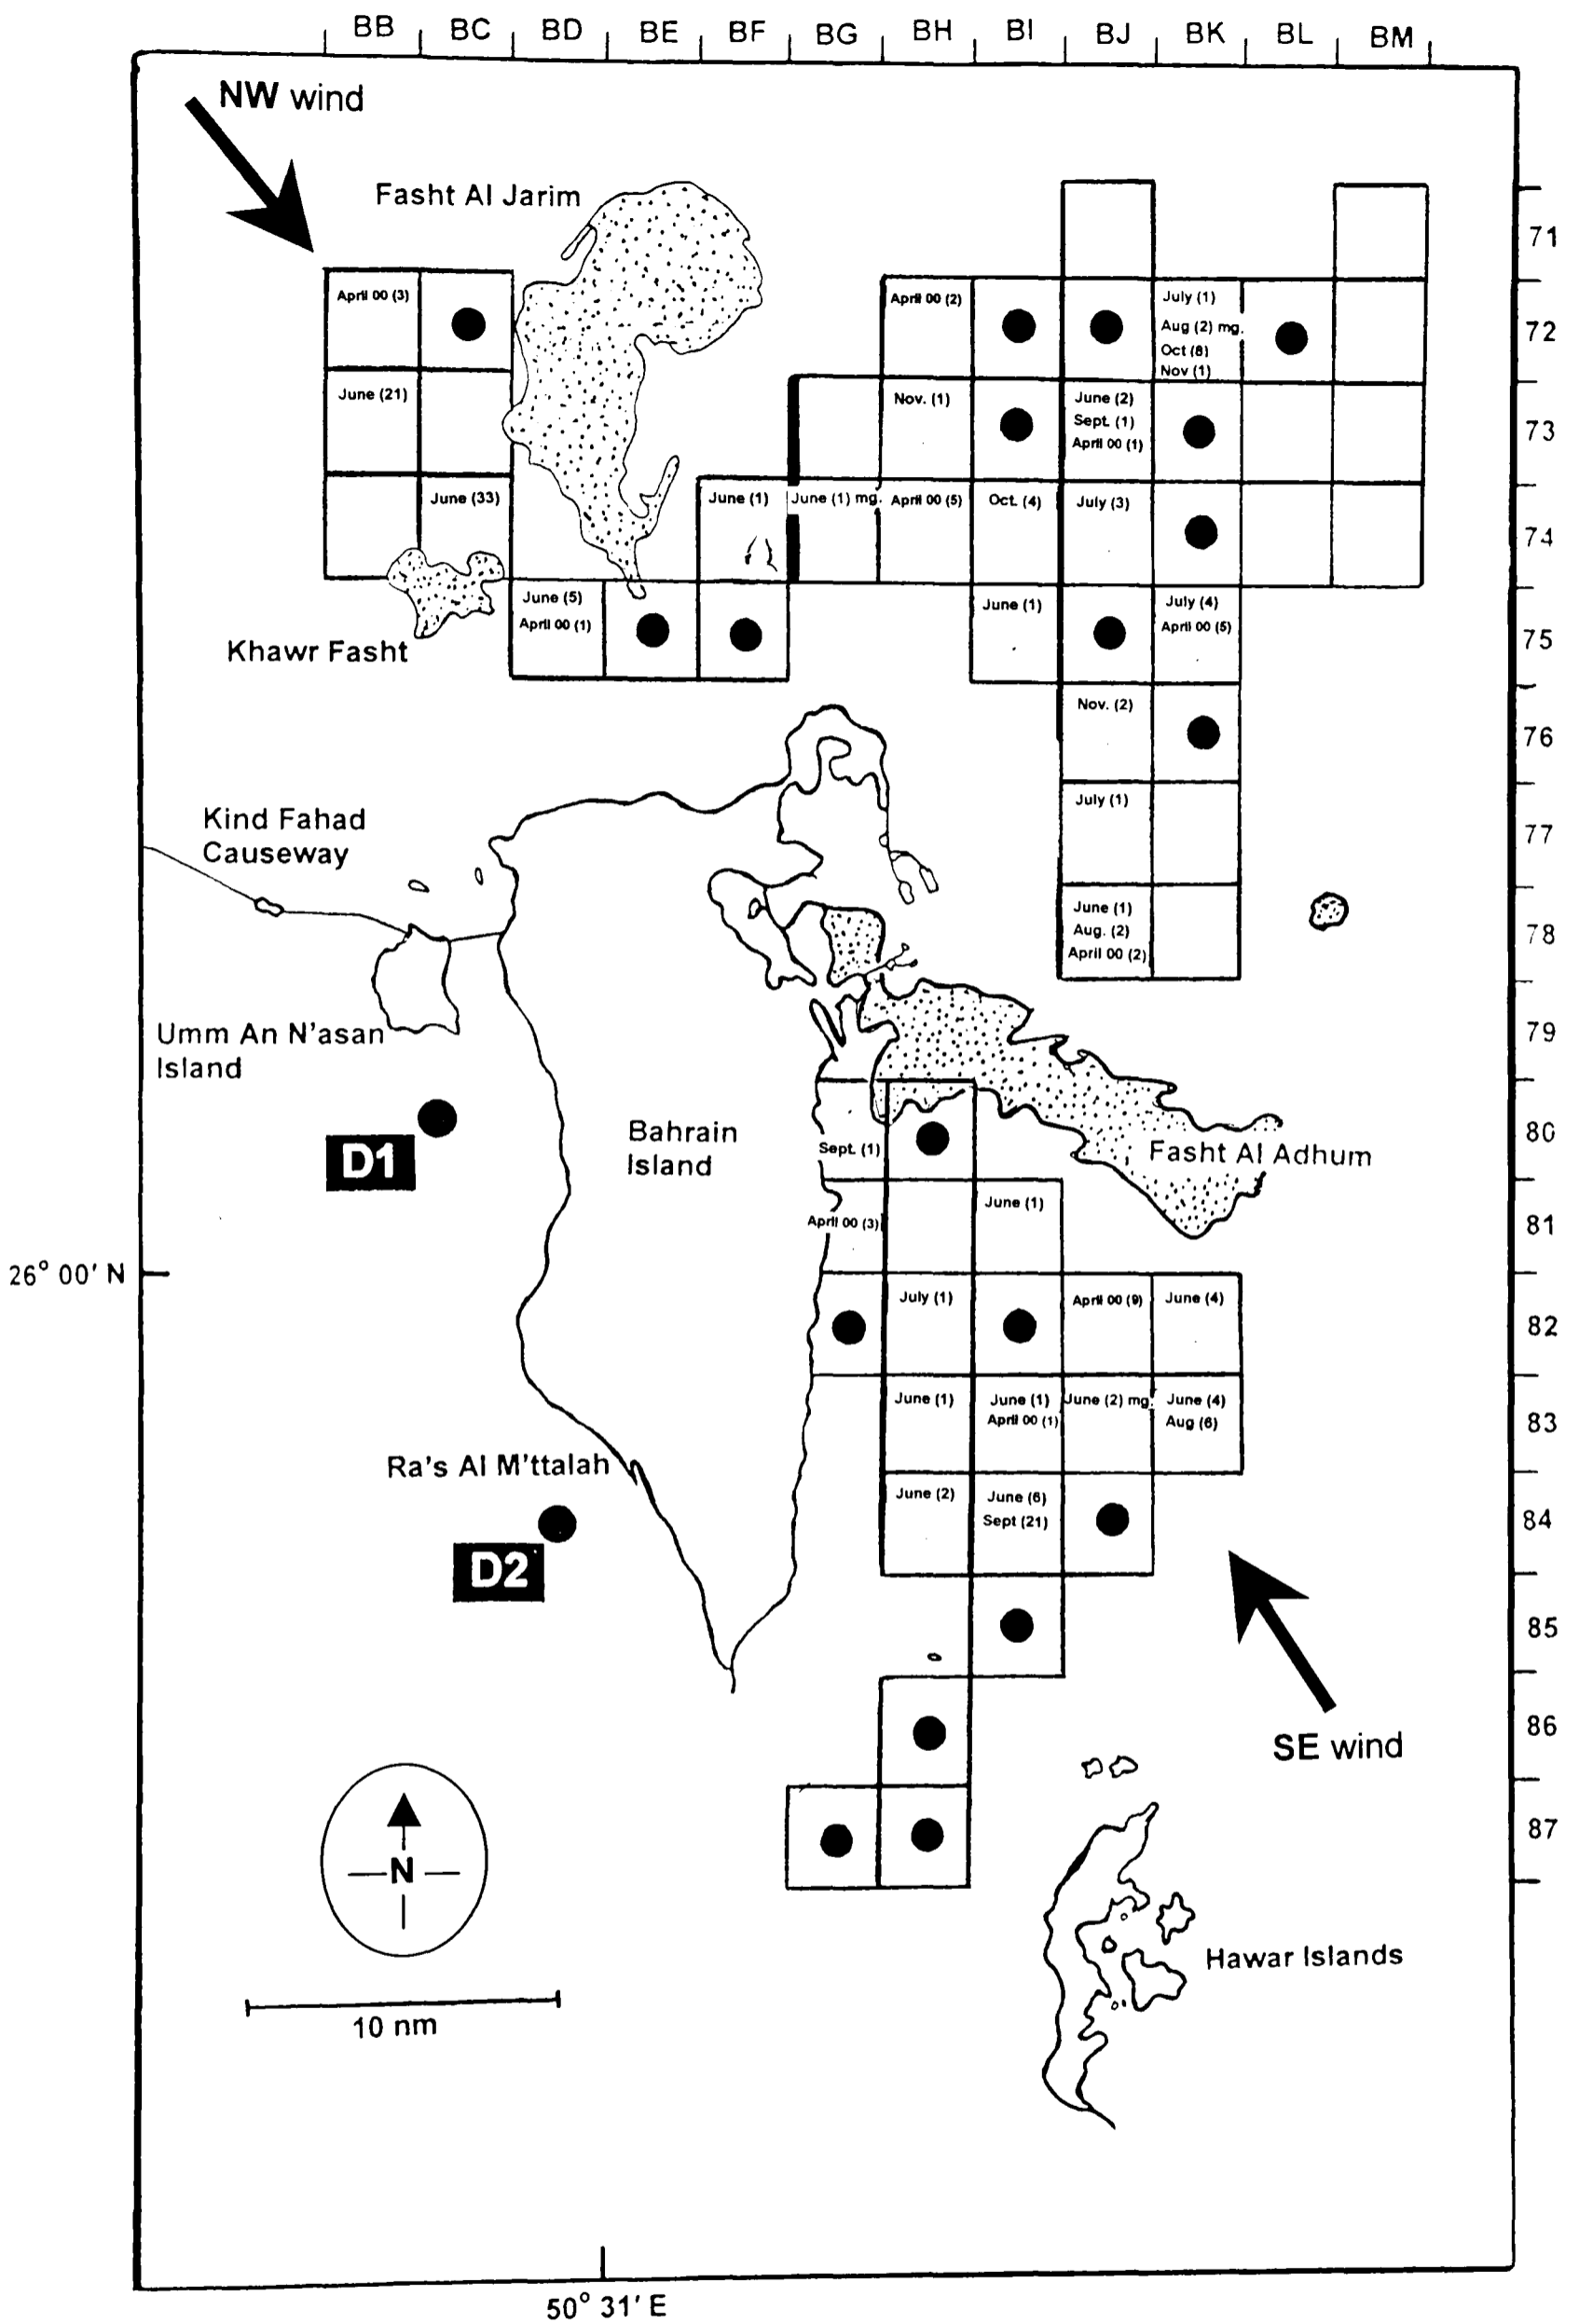 BB BC BD BE BF BG BH BI BJ BK BL BM
NW wind
Fasht Al Jarim
71
April 00 (3)
April 00 (2)
July (1)
Aug (2) mg.
Oct (8)
Nov (1)
72
June (21)
Nov. (1)
June (2)
Sept. (1)
April 00 (1)
73
June (33)
June (1)
June (1) mg.
April 00 (5)
Oct. (4)
July (3)
74
June (5)
April 00 (1)
June (1)
July (4)
April 00 (5)
75
Khawr Fasht
Nov. (2)
76
Kind Fahad
Causeway
July (1)
77
June (1)
Aug. (2)
April 00 (2)
78
Umm An N'asan
Island
79
D1
Bahrain
Island
Sept. (1)
Fasht Al Adhum
80
April 00 (3)
June (1)
81
26° 00' N
July (1)
April 00 (9)
June (4)
82
June (1)
June (1)
April 00 (1)
June (2) mg.
June (4)
Aug (6)
83
Ra's Al M'ttalah
D2
June (2)
June (6)
Sept (21)
84
85
86
SE wind
87
N
Hawar Islands
10 nm
50° 31' E